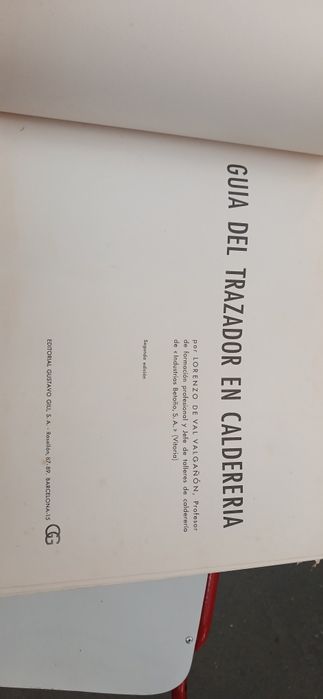 GUIA DEL TRAZADOR EN CALDERERIA
por LORENZO DE VAL VALGAÑÓN, Profesor
de formación profesional y Jefe de talleres de calderería
de «Industrias Betoño, S. A.» (Vitoria)
Segunda edición
EDITORIAL GUSTAVO GILI, S. A. - Rosellón, 87-89. BARCELONA-15
GG